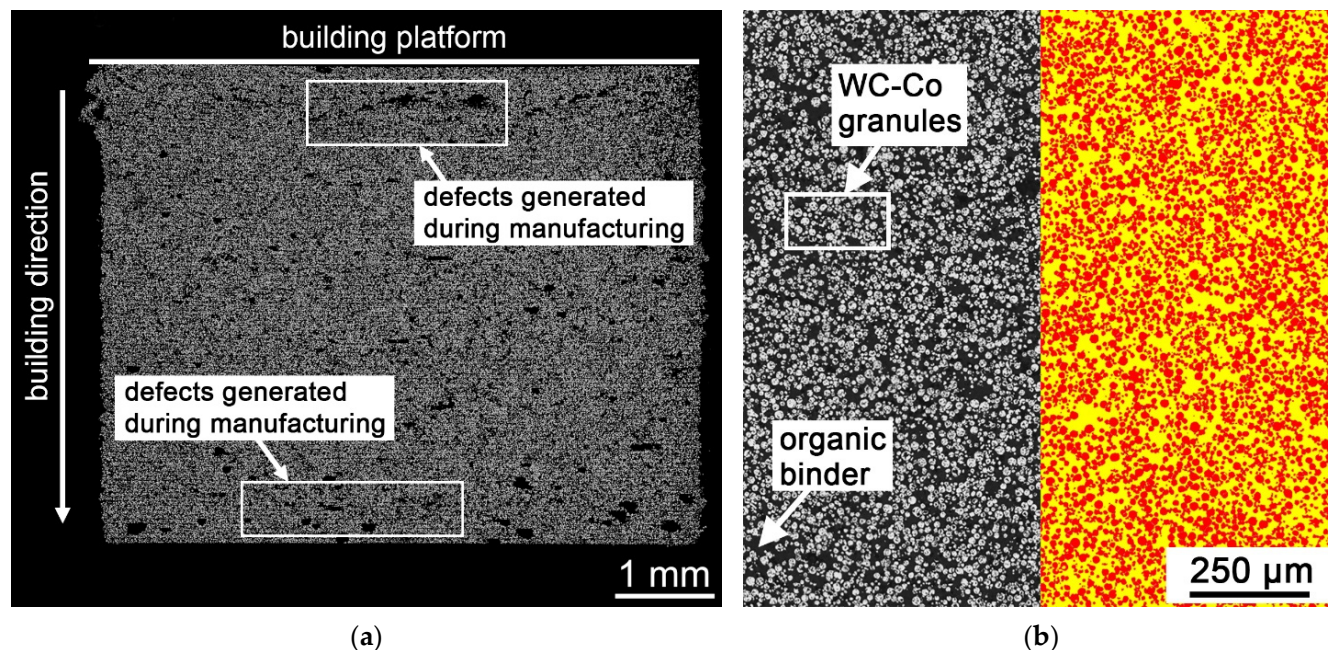 building platform
building direction
defects generated
during manufacturing
defects generated
during manufacturing
1 mm
(a)
WC-Co
granules
organic
binder
250 µm
(b)